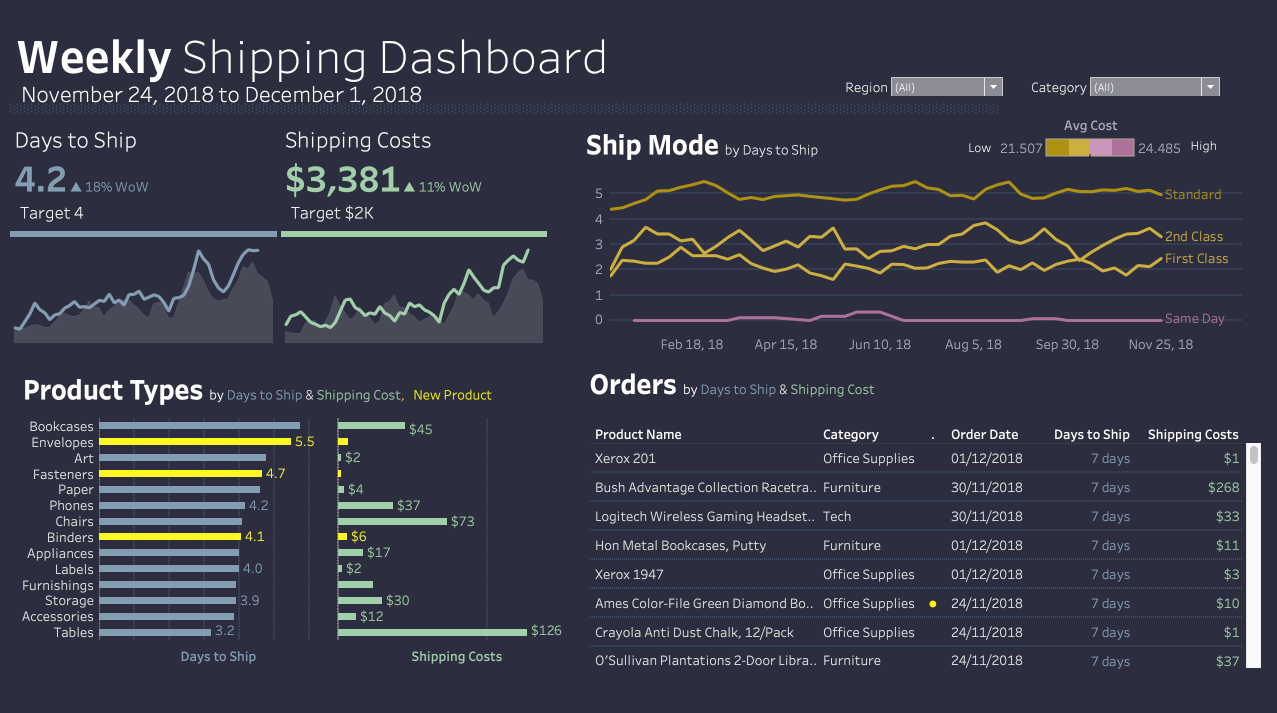 Weekly Shipping Dashboard
November 24, 2018 to December 1, 2018
Region (All) Category (All)
Days to Ship
4.2 ▲ 18% WoW
Target 4
Shipping Costs
$3,381 ▲ 11% WoW
Target $2K
Ship Mode by Days to Ship
Avg Cost
Low 21.507 24.485 High
5
4
3
2
1
0
Standard
2nd Class
First Class
Same Day
Feb 18, 18 Apr 15, 18 Jun 10, 18 Aug 5, 18 Sep 30, 18 Nov 25, 18
Product Types by Days to Ship & Shipping Cost, New Product
Bookcases $45
Envelopes 5.5
Art $2
Fasteners 4.7
Paper $4
Phones 4.2 $37
Chairs $73
Binders 4.1 $6
Appliances $17
Labels 4.0 $2
Furnishings
Storage 3.9 $30
Accessories $12
Tables 3.2 $126
Days to Ship Shipping Costs
Orders by Days to Ship & Shipping Cost
Product Name Category . Order Date Days to Ship Shipping Costs
Xerox 201 Office Supplies 01/12/2018 7 days $1
Bush Advantage Collection Racetra.. Furniture 30/11/2018 7 days $268
Logitech Wireless Gaming Headset.. Tech 30/11/2018 7 days $33
Hon Metal Bookcases, Putty Furniture 01/12/2018 7 days $11
Xerox 1947 Office Supplies 01/12/2018 7 days $3
Ames Color-File Green Diamond Bo.. Office Supplies 24/11/2018 7 days $10
Crayola Anti Dust Chalk, 12/Pack Office Supplies 24/11/2018 7 days $1
O'Sullivan Plantations 2-Door Libra.. Furniture 24/11/2018 7 days $37